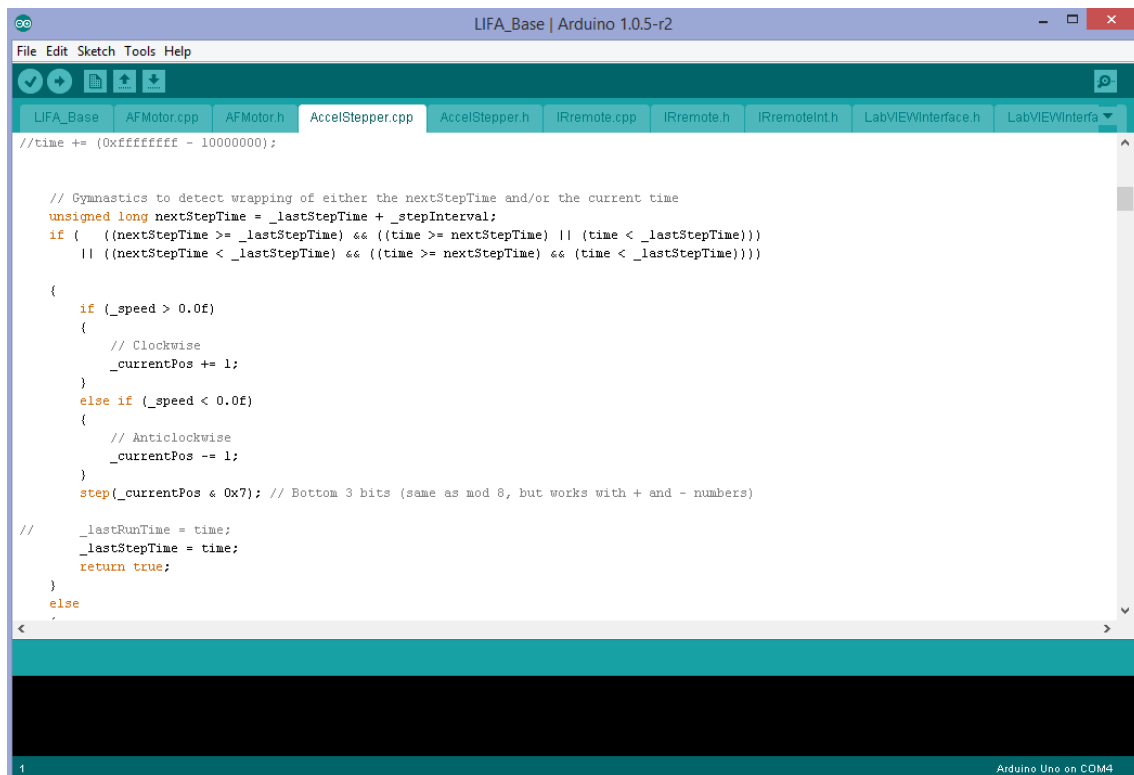 LIFA_Base | Arduino 1.0.5-r2
File Edit Sketch Tools Help
LIFA_Base AFMotor.cpp AFMotor.h AccelStepper.cpp AccelStepper.h IRremote.cpp IRremote.h IRremoteInt.h LabVIEWInterface.h LabVIEWInterfa
//time += (0xffffffff - 10000000);
// Gymnastics to detect wrapping of either the nextStepTime and/or the current time
unsigned long nextStepTime = _lastStepTime + _stepInterval;
if (   ((nextStepTime >= _lastStepTime) && ((time >= nextStepTime) || (time < _lastStepTime)))
|| ((nextStepTime < _lastStepTime) && ((time >= nextStepTime) && (time < _lastStepTime))))
{
if (_speed > 0.0f)
{
// Clockwise
_currentPos += 1;
}
else if (_speed < 0.0f)
{
// Anticlockwise
_currentPos -= 1;
}
step(_currentPos & 0x7); // Bottom 3 bits (same as mod 8, but works with + and - numbers)
//      _lastRunTime = time;
_lastStepTime = time;
return true;
}
else
1
Arduino Uno on COM4